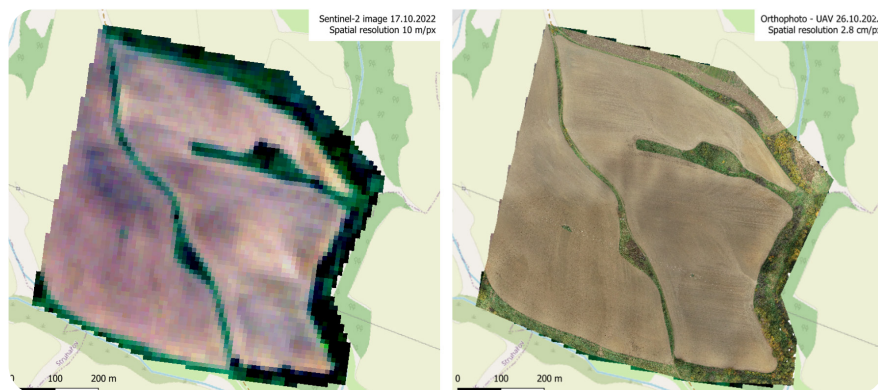 Sentinel-2 image 17.10.2022
Spatial resolution 10 m/px
0 100 200 m
Orthophoto - UAV 26.10.202
Spatial resolution 2.8 cm/p
0 100 200 m